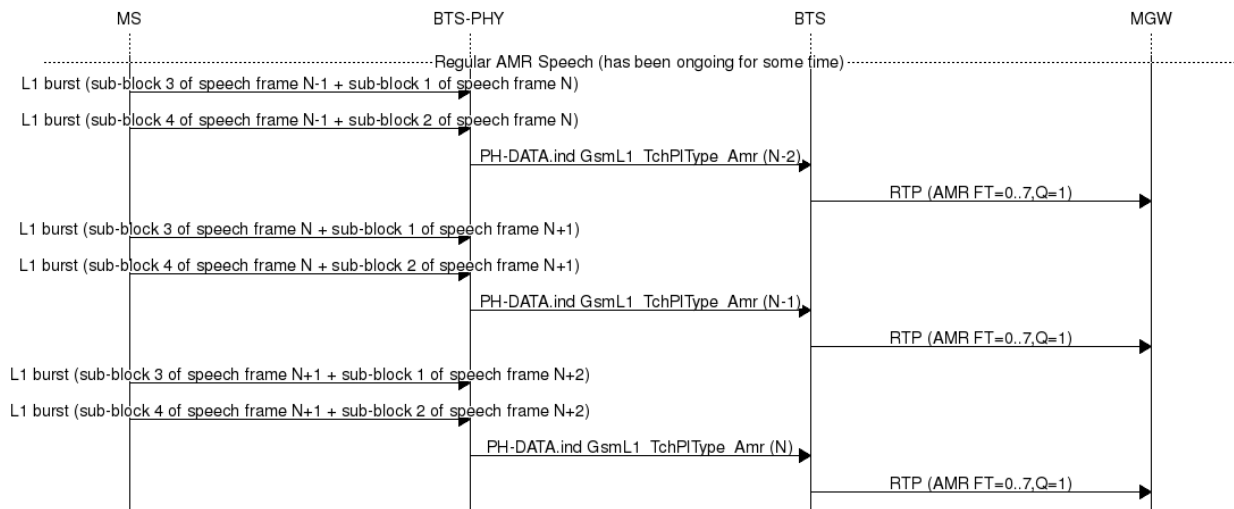 MS BTS-PHY BTS MGW
Regular AMR Speech (has been ongoing for some time)
L1 burst (sub-block 3 of speech frame N-1 + sub-block 1 of speech frame N)
L1 burst (sub-block 4 of speech frame N-1 + sub-block 2 of speech frame N)
PH-DATA.ind GsmL1_TchPlType_Amr (N-2)
RTP (AMR FT=0..7,Q=1)
L1 burst (sub-block 3 of speech frame N + sub-block 1 of speech frame N+1)
L1 burst (sub-block 4 of speech frame N + sub-block 2 of speech frame N+1)
PH-DATA.ind GsmL1_TchPlType_Amr (N-1)
RTP (AMR FT=0..7,Q=1)
L1 burst (sub-block 3 of speech frame N+1 + sub-block 1 of speech frame N+2)
L1 burst (sub-block 4 of speech frame N+1 + sub-block 2 of speech frame N+2)
PH-DATA.ind GsmL1_TchPlType_Amr (N)
RTP (AMR FT=0..7,Q=1)